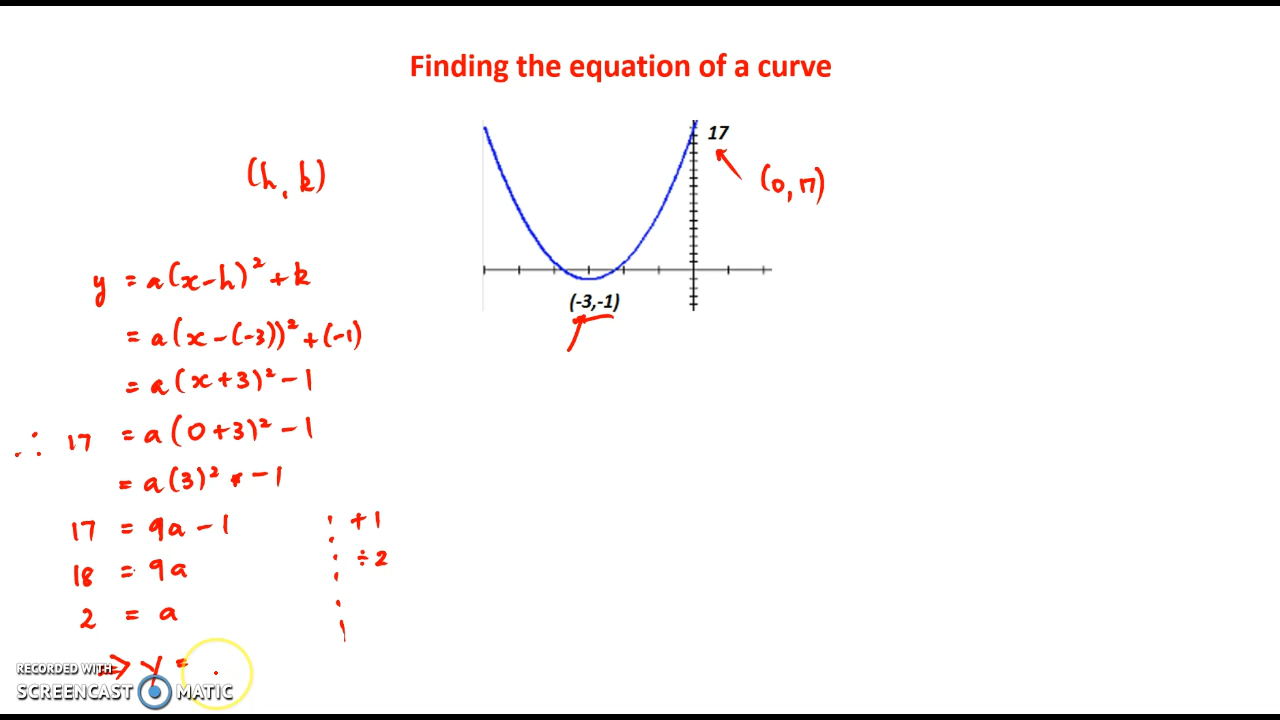 Finding the equation of a curve
17
(0, 17)
(h, k)
(-3,-1)
y = a(x-h)² + k
= a(x-(-3))² + (-1)
= a(x+3)² - 1
∴ 17 = a(0+3)² - 1
= a(3)² - 1
17 = 9a - 1
+1
18 = 9a
÷2
2 = a
⇒ y =
RECORDED WITH
SCREENCAST MATIC